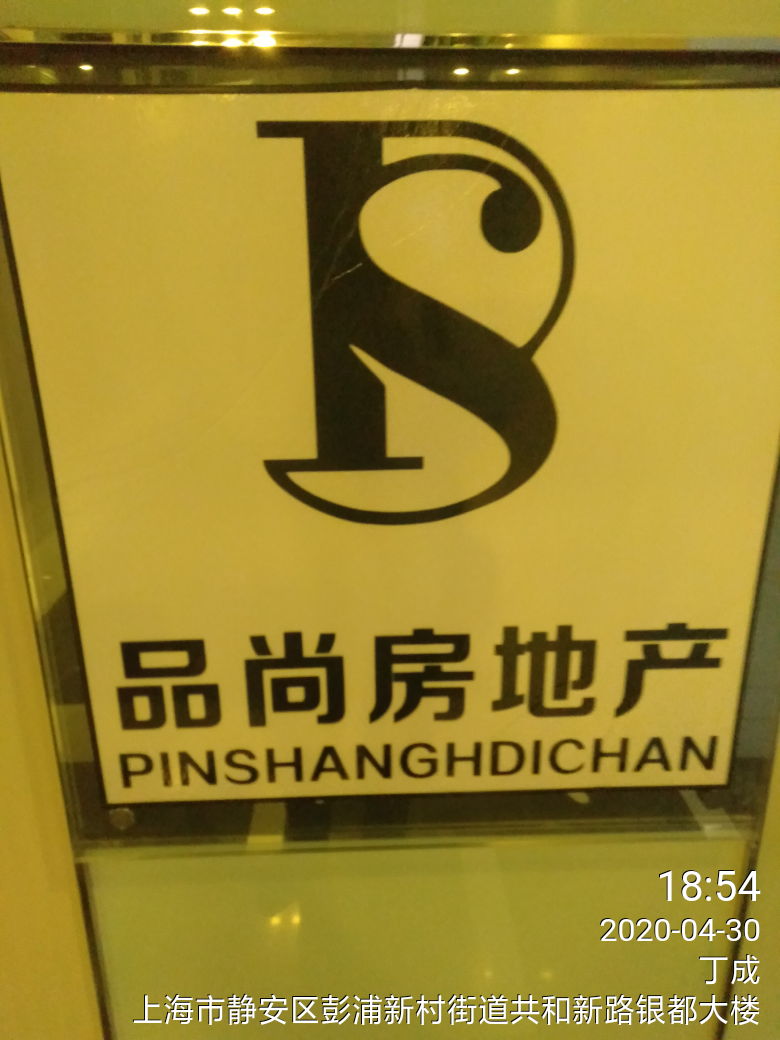 PS
品尚房地产
PINSHANGHDICHAN
18:54
2020-04-30
丁成
上海市静安区彭浦新村街道共和新路银都大楼